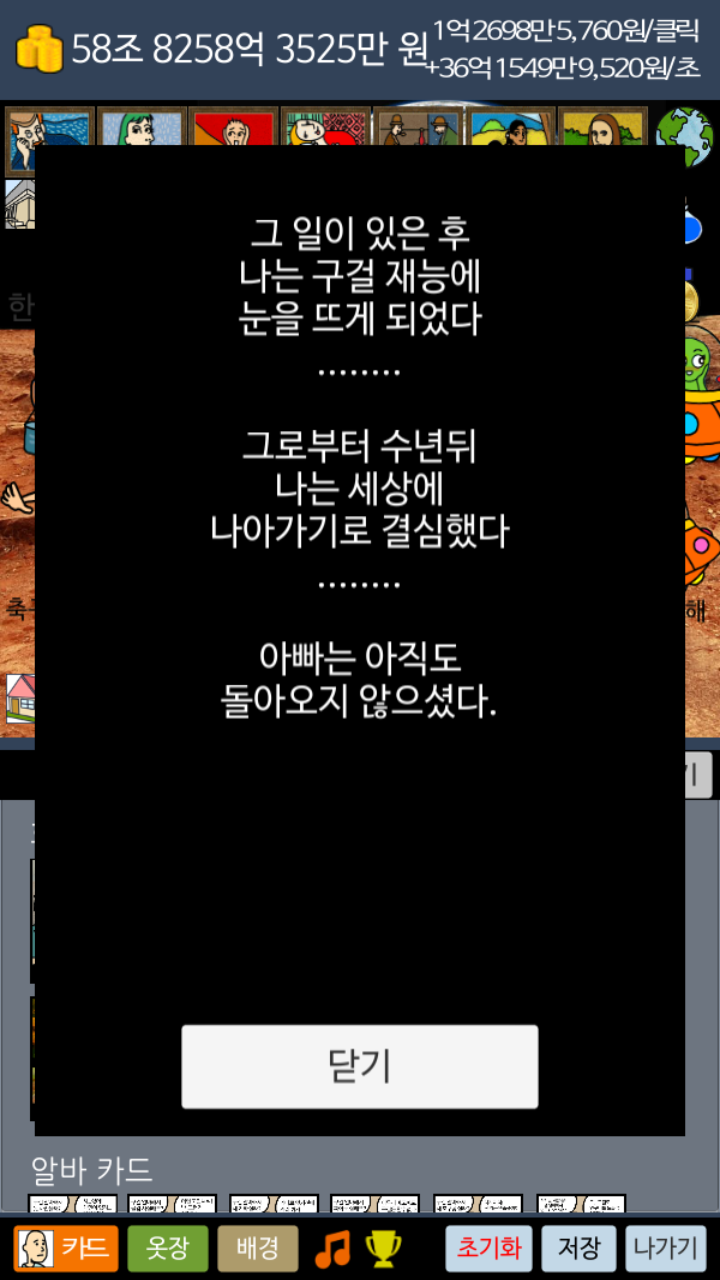 58조 8258억 3525만 원
1억 2698만 5,760원/클릭
+36억 1549만 9,520원/초
한
그 일이 있은 후
나는 구걸 재능에
눈을 뜨게 되었다
........
그로부터 수년뒤
나는 세상에
나아가기로 결심했다
........
아빠는 아직도
돌아오지 않으셨다.
축
해
기
닫기
알바 카드
카드
옷장
배경
초기화
저장
나가기